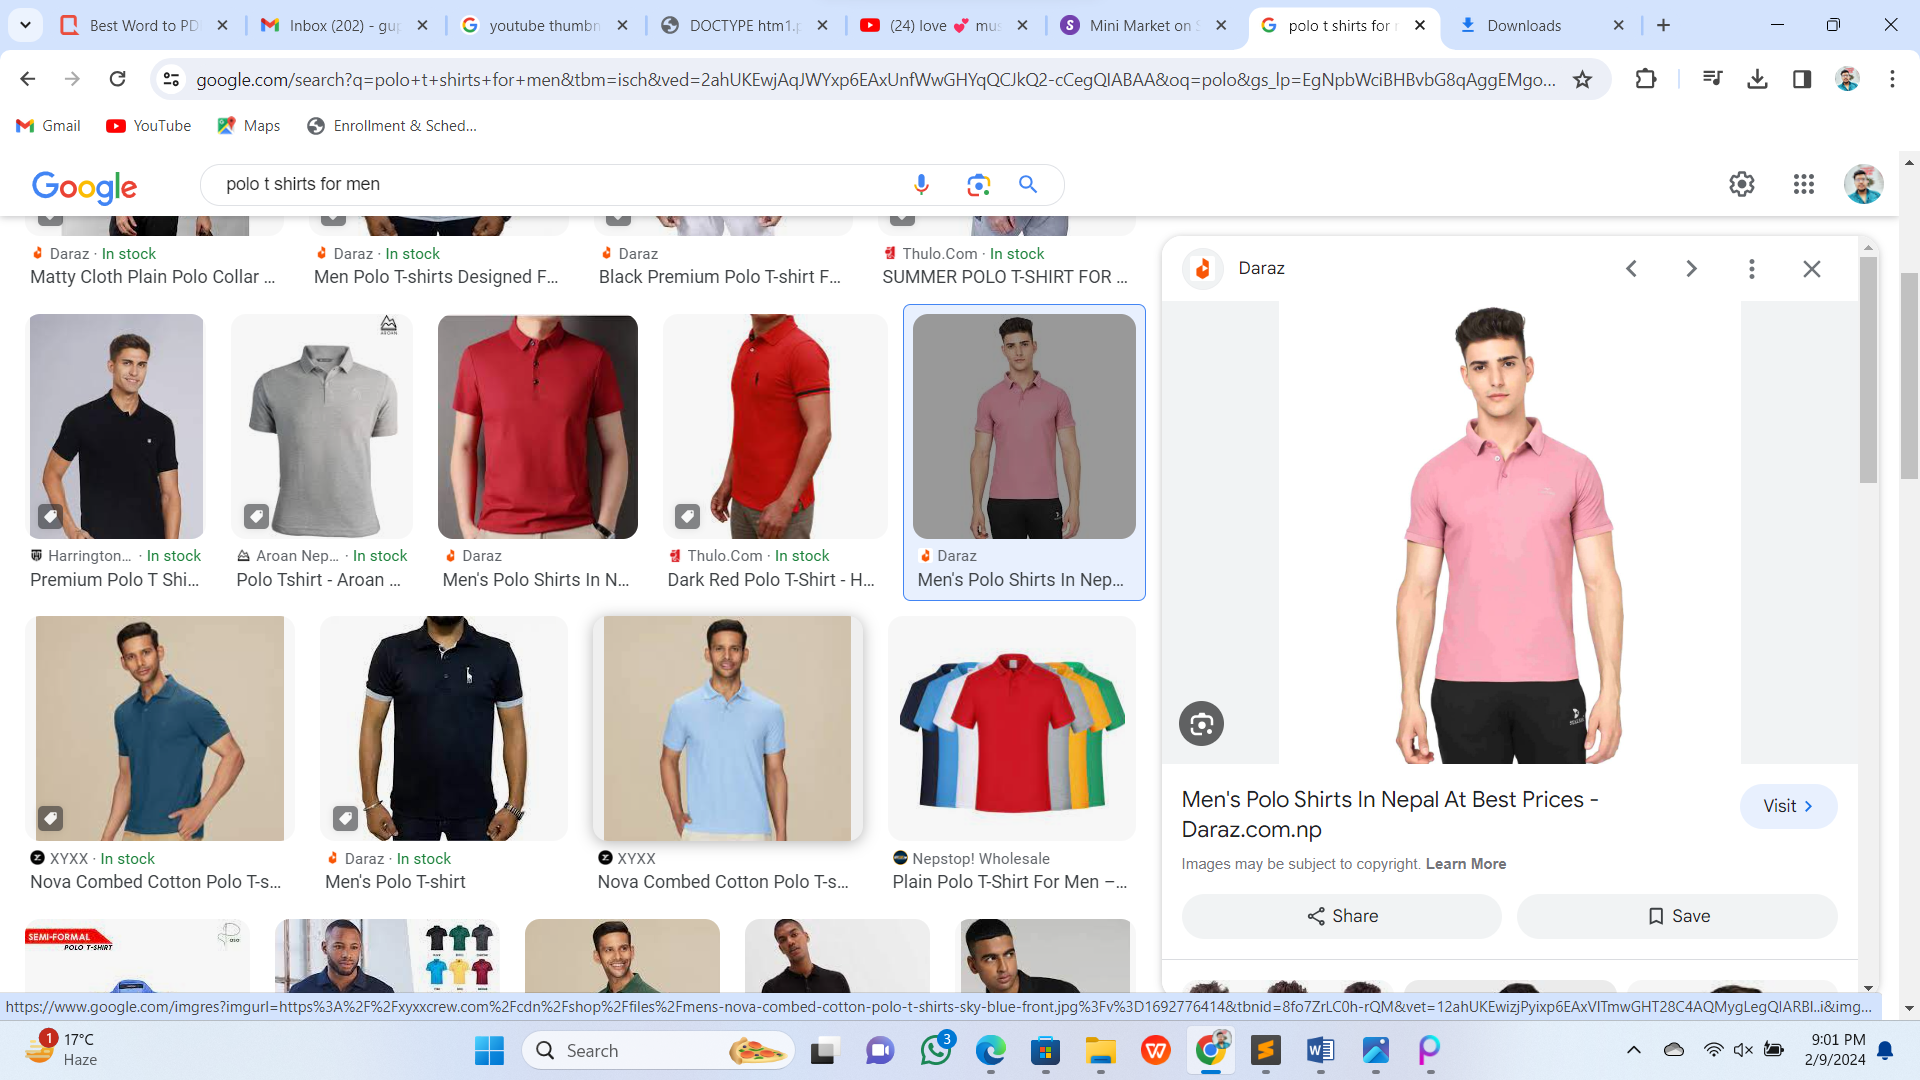 Best Word to PD
Inbox (202) - gup
youtube thumbn
DOCTYPE htm1.p
(24) love 💕 mus
Mini Market on S
polo t shirts for r
Downloads
google.com/search?q=polo+t+shirts+for+men&tbm=isch&ved=2ahUKEwjAqJWYxp6EAxUnfWwGHYqQCJkQ2-cCegQIABAA&oq=polo&gs_lp=EgNpbWciBHBvbG8qAggEMgo...
Gmail
YouTube
Maps
Enrollment & Sched...
Google
polo t shirts for men
Daraz · In stock
Matty Cloth Plain Polo Collar ...
Daraz · In stock
Men Polo T-shirts Designed F...
Daraz
Black Premium Polo T-shirt F...
Thulo.Com · In stock
SUMMER POLO T-SHIRT FOR ...
Daraz
Harrington... · In stock
Premium Polo T Shi...
Aroan Nep... · In stock
Polo Tshirt - Aroan ...
Daraz
Men's Polo Shirts In N...
Thulo.Com · In stock
Dark Red Polo T-Shirt - H...
Daraz
Men's Polo Shirts In Nep...
XYXX · In stock
Nova Combed Cotton Polo T-s...
Daraz · In stock
Men's Polo T-shirt
XYXX
Nova Combed Cotton Polo T-s...
Nepstop! Wholesale
Plain Polo T-Shirt For Men –...
Men's Polo Shirts In Nepal At Best Prices -
Daraz.com.np
Visit
Images may be subject to copyright. Learn More
Share
Save
SEMI-FORMAL
POLO T-SHIRT
https://www.google.com/imgres?imgurl=https%3A%2F%2Fxyxxcrew.com%2Fcdn%2Fshop%2Ffiles%2Fmens-nova-combed-cotton-polo-t-shirts-sky-blue-front.jpg%3Fv%3D1692776414&tbnid=8fo7ZrLC0h-rQM&vet=12ahUKEwizjPyixp6EAxVITmwGHT28C4AQMygLegQIARBI..i&img...
1
17°C
Haze
Search
3
9:01 PM
2/9/2024